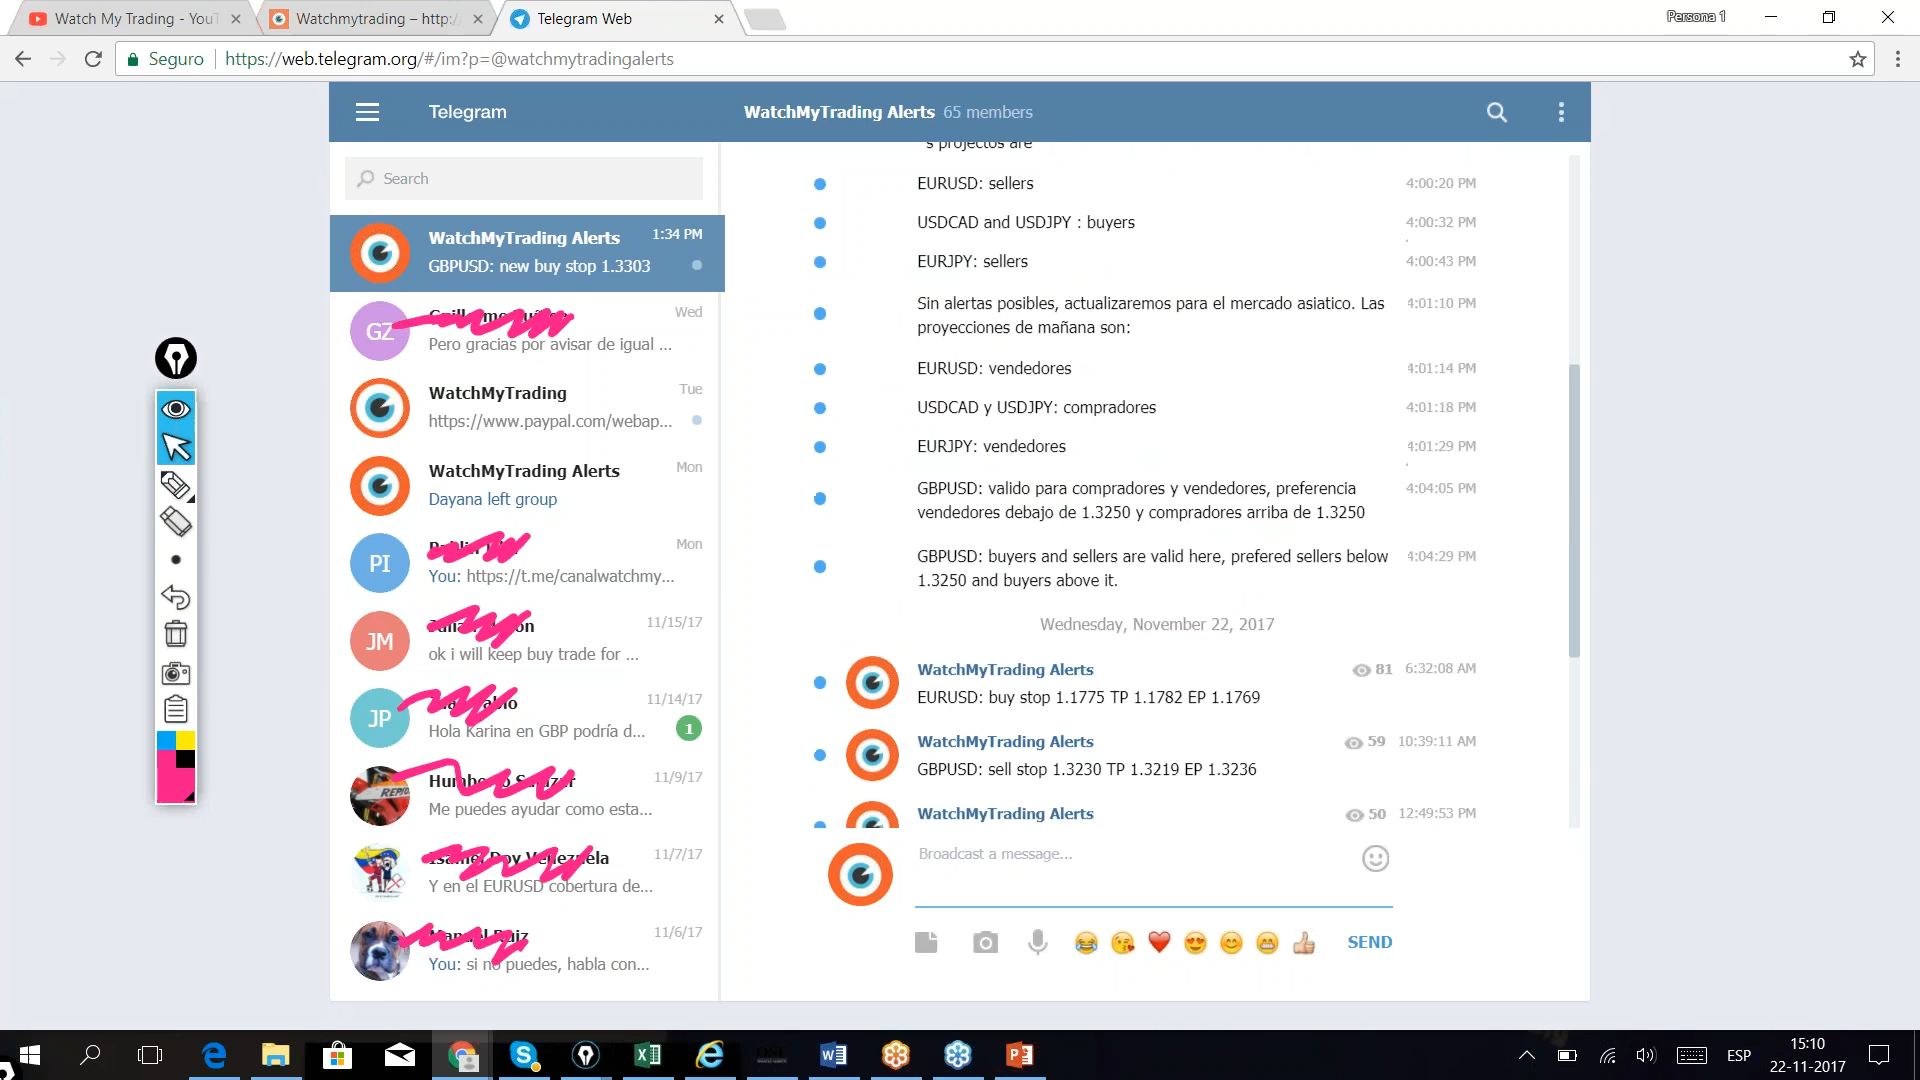 Watch My Trading - YouT
Watchmytrading – http:/
Telegram Web
Persona 1
Seguro
https://web.telegram.org/#/im?p=@watchmytradingalerts
Telegram
WatchMyTrading Alerts 65 members
Search
WatchMyTrading Alerts 1:34 PM
GBPUSD: new buy stop 1.3303
GZ
Wed
Pero gracias por avisar de igual ...
WatchMyTrading Tue
https://www.paypal.com/webap...
WatchMyTrading Alerts Mon
Dayana left group
PI
Mon
You: https://t.me/canalwatchmy...
JM
11/15/17
ok i will keep buy trade for ...
JP
11/14/17
Hola Karina en GBP podría d... 1
11/9/17
Me puedes ayudar como esta...
11/7/17
Y en el EURUSD cobertura de...
11/6/17
You: si no puedes, habla con...
s projectos are
EURUSD: sellers 4:00:20 PM
USDCAD and USDJPY : buyers 4:00:32 PM
EURJPY: sellers 4:00:43 PM
Sin alertas posibles, actualizaremos para el mercado asiatico. Las 4:01:10 PM
proyecciones de mañana son:
EURUSD: vendedores 4:01:14 PM
USDCAD y USDJPY: compradores 4:01:18 PM
EURJPY: vendedores 4:01:29 PM
GBPUSD: valido para compradores y vendedores, preferencia 4:04:05 PM
vendedores debajo de 1.3250 y compradores arriba de 1.3250
GBPUSD: buyers and sellers are valid here, prefered sellers below 4:04:29 PM
1.3250 and buyers above it.
Wednesday, November 22, 2017
WatchMyTrading Alerts 81 6:32:08 AM
EURUSD: buy stop 1.1775 TP 1.1782 EP 1.1769
WatchMyTrading Alerts 59 10:39:11 AM
GBPUSD: sell stop 1.3230 TP 1.3219 EP 1.3236
WatchMyTrading Alerts 50 12:49:53 PM
Broadcast a message...
SEND
ESP
15:10
22-11-2017